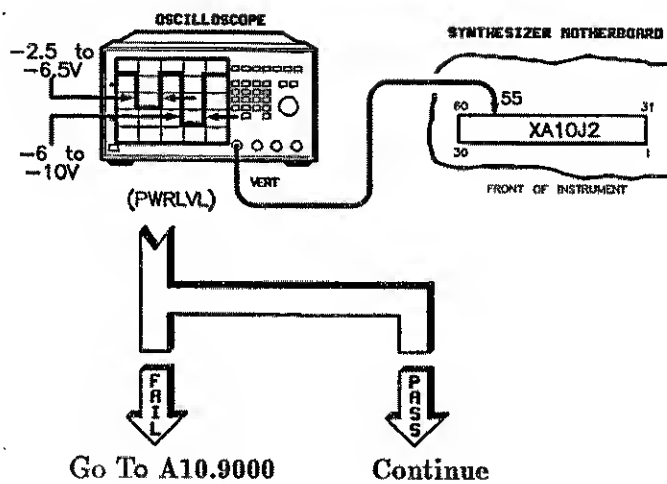 OSCILLOSCOPE
SYNTHESIZER MOTHERBOARD
-2.5 to
-6.5V
-6 to
-10V
VERT
(PWRLVL)
55
60
31
XA10J2
30
1
FRONT OF INSTRUMENT
FAIL
PASS
Go To A10.9000
Continue